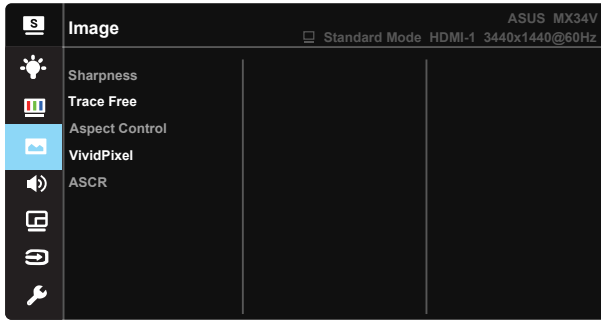 S
Image
ASUS MX34V
Standard Mode HDMI-1 3440x1440@60Hz
Sharpness
Trace Free
Aspect Control
VividPixel
ASCR